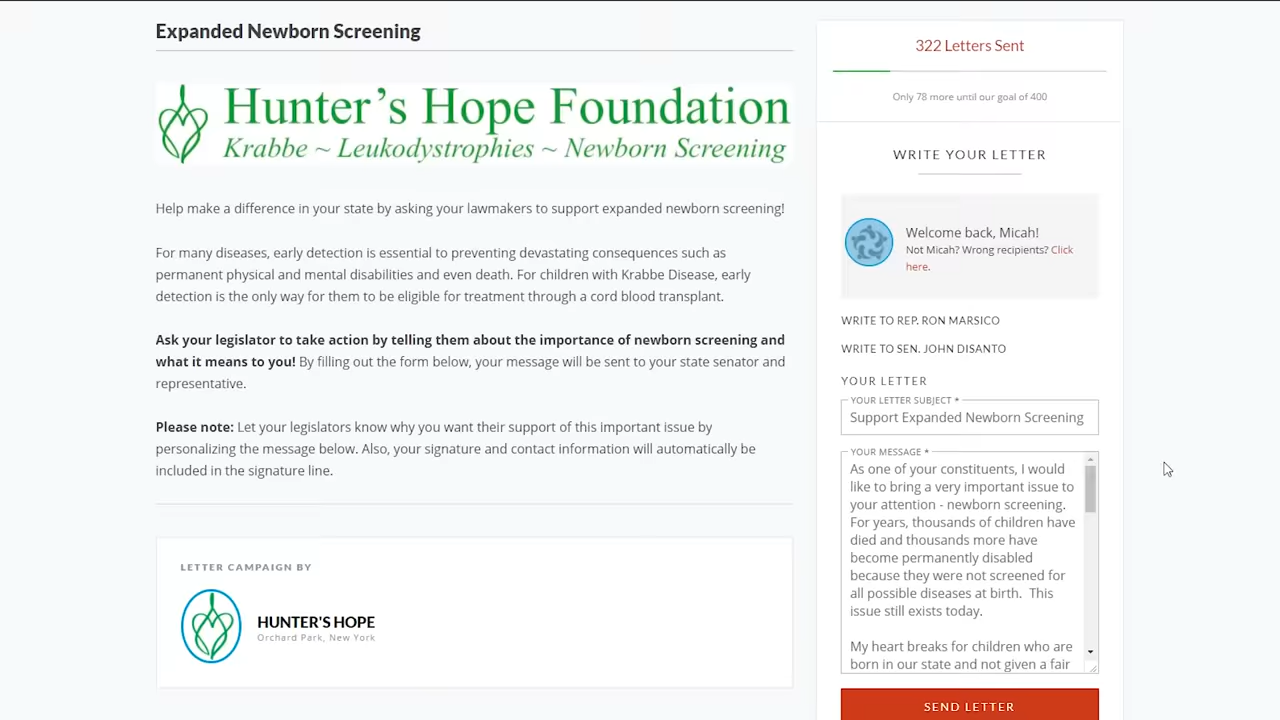 Expanded Newborn Screening
Hunter's Hope Foundation
Krabbe ~ Leukodystrophies ~ Newborn Screening
Help make a difference in your state by asking your lawmakers to support expanded newborn screening!
For many diseases, early detection is essential to preventing devastating consequences such as
permanent physical and mental disabilities and even death. For children with Krabbe Disease, early
detection is the only way for them to be eligible for treatment through a cord blood transplant.
Ask your legislator to take action by telling them about the importance of newborn screening and
what it means to you! By filling out the form below, your message will be sent to your state senator and
representative.
Please note: Let your legislators know why you want their support of this important issue by
personalizing the message below. Also, your signature and contact information will automatically be
included in the signature line.
LETTER CAMPAIGN BY
HUNTER'S HOPE
Orchard Park, New York
322 Letters Sent
Only 78 more until our goal of 400
WRITE YOUR LETTER
Welcome back, Micah!
Not Micah? Wrong recipients? Click
here.
WRITE TO REP. RON MARSICO
WRITE TO SEN. JOHN DISANTO
YOUR LETTER
YOUR LETTER SUBJECT *
Support Expanded Newborn Screening
YOUR MESSAGE *
As one of your constituents, I would
like to bring a very important issue to
your attention - newborn screening.
For years, thousands of children have
died and thousands more have
become permanently disabled
because they were not screened for
all possible diseases at birth.  This
issue still exists today.
My heart breaks for children who are
born in our state and not given a fair
SEND LETTER